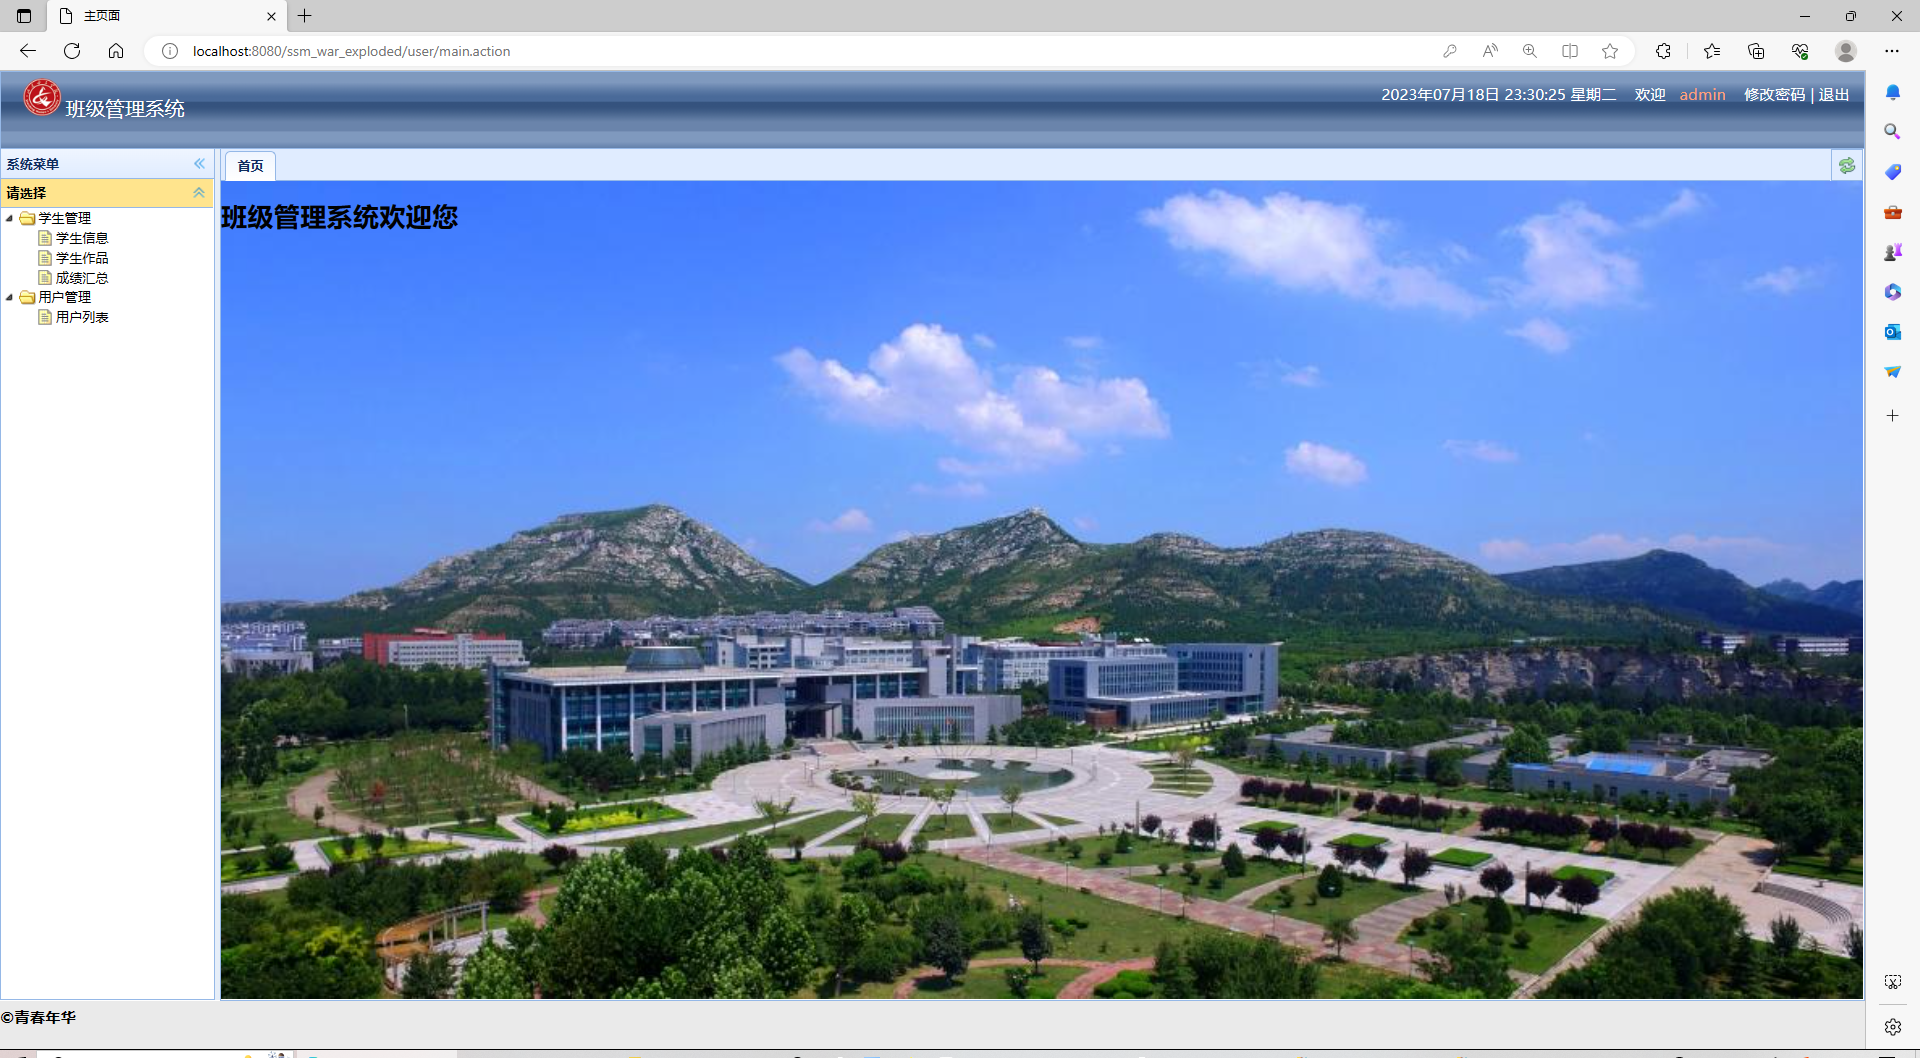 主页面
localhost:8080/ssm_war_exploded/user/main.action
班级管理系统
2023年07月18日 23:30:25 星期二 欢迎 admin 修改密码 | 退出
系统菜单
首页
请选择
学生管理
学生信息
学生作品
成绩汇总
用户管理
用户列表
班级管理系统欢迎您
©青春年华